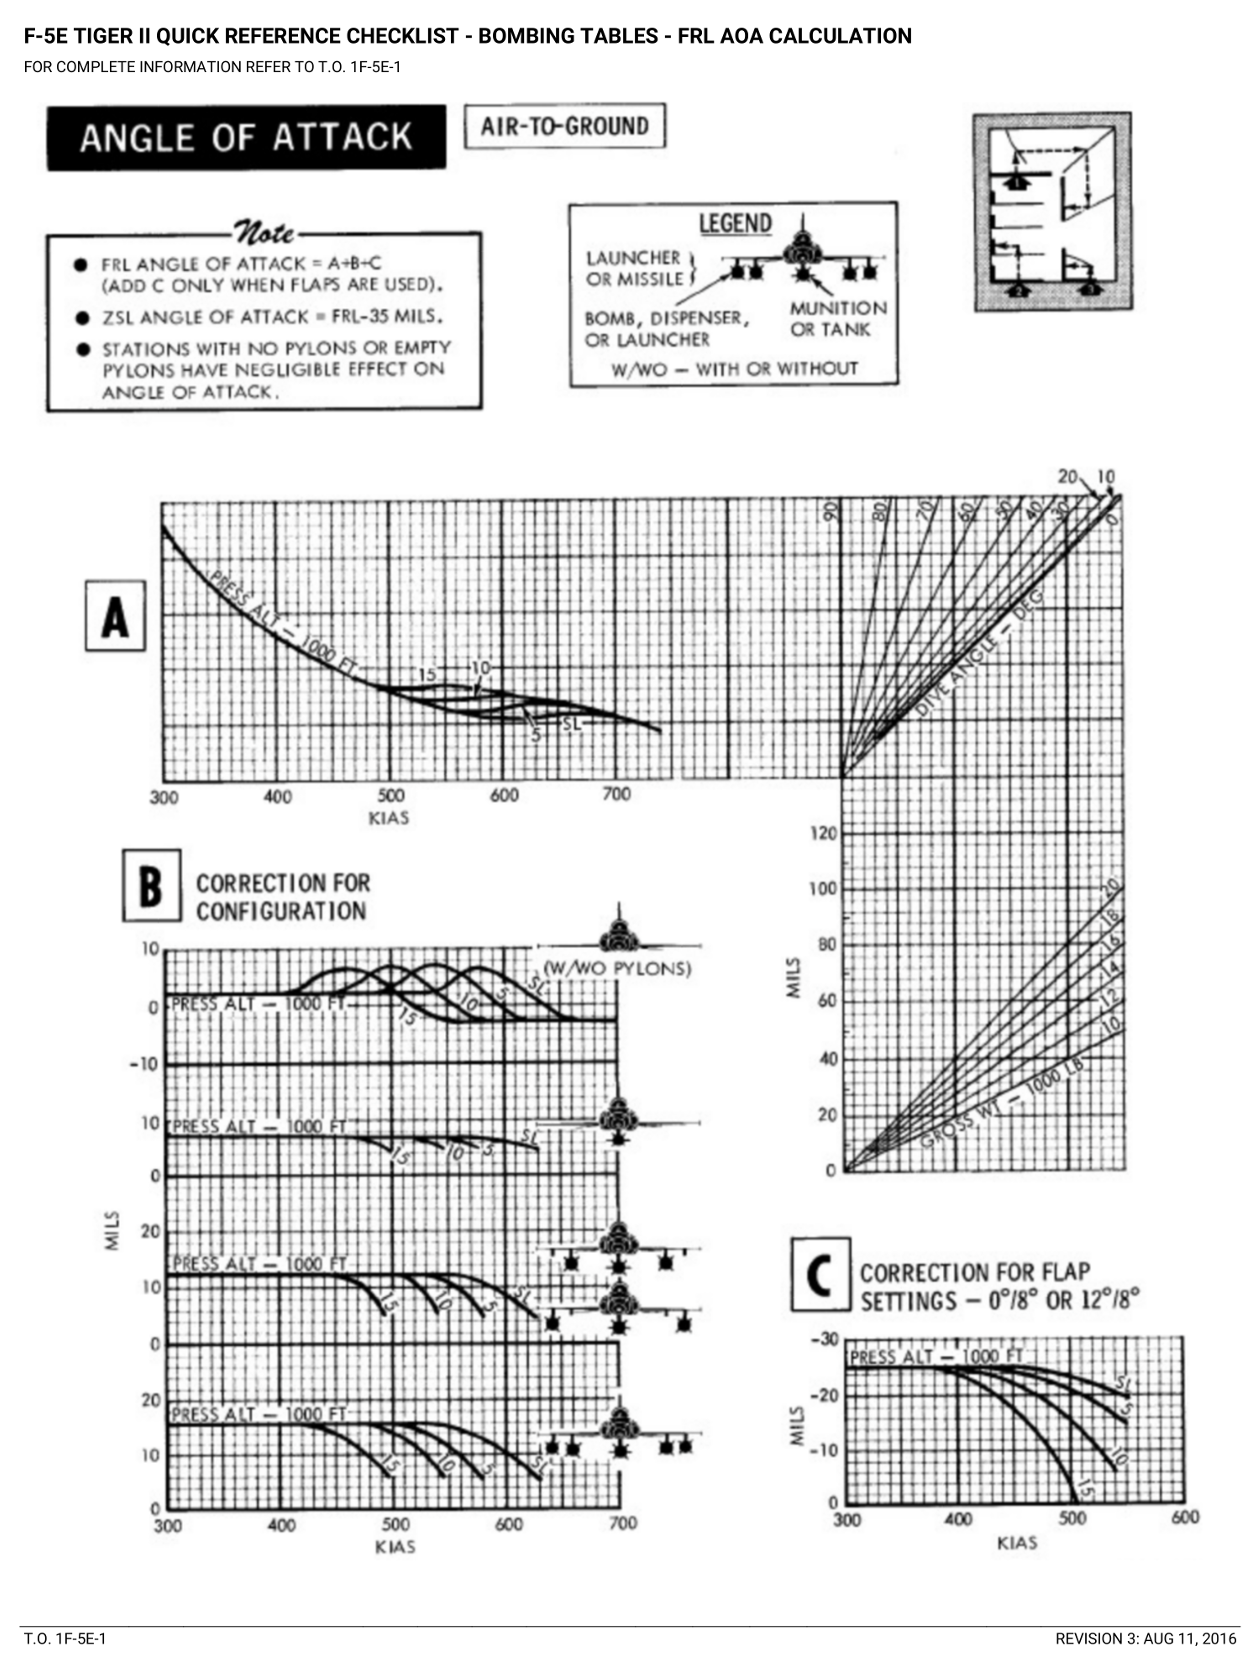 F-5E TIGER II QUICK REFERENCE CHECKLIST - BOMBING TABLES - FRL AOA CALCULATION
FOR COMPLETE INFORMATION REFER TO T.O. 1F-5E-1
ANGLE OF ATTACK
AIR-TO-GROUND
Note
● FRL ANGLE OF ATTACK = A+B+C
(ADD C ONLY WHEN FLAPS ARE USED).
● ZSL ANGLE OF ATTACK = FRL-35 MILS.
● STATIONS WITH NO PYLONS OR EMPTY
PYLONS HAVE NEGLIGIBLE EFFECT ON
ANGLE OF ATTACK.
LEGEND
LAUNCHER
OR MISSILE
BOMB, DISPENSER,
OR LAUNCHER
MUNITION
OR TANK
W/WO — WITH OR WITHOUT
1
2
3
A
PRESS ALT — 1000 FT
15
10
5
SL
300 400 500 600 700
KIAS
20 10
90 80 70 60 50 40 30 0
DIVE ANGLE — DEG
120
100
80
60
40
20
0
MILS
20
18
16
14
12
10
GROSS WT — 1000 LB
B
CORRECTION FOR
CONFIGURATION
(W/WO PYLONS)
10
0
-10
PRESS ALT — 1000 FT
15 10 5 SL
10
0
PRESS ALT — 1000 FT
15 10 5 SL
MILS
20
10
0
PRESS ALT — 1000 FT
15 10 5 SL
20
10
0
PRESS ALT — 1000 FT
15 10 5 SL
300 400 500 600 700
KIAS
C
CORRECTION FOR FLAP
SETTINGS — 0°/8° OR 12°/8°
-30
-20
-10
0
MILS
PRESS ALT — 1000 FT
SL
5
10
15
300 400 500 600
KIAS
T.O. 1F-5E-1
REVISION 3: AUG 11, 2016